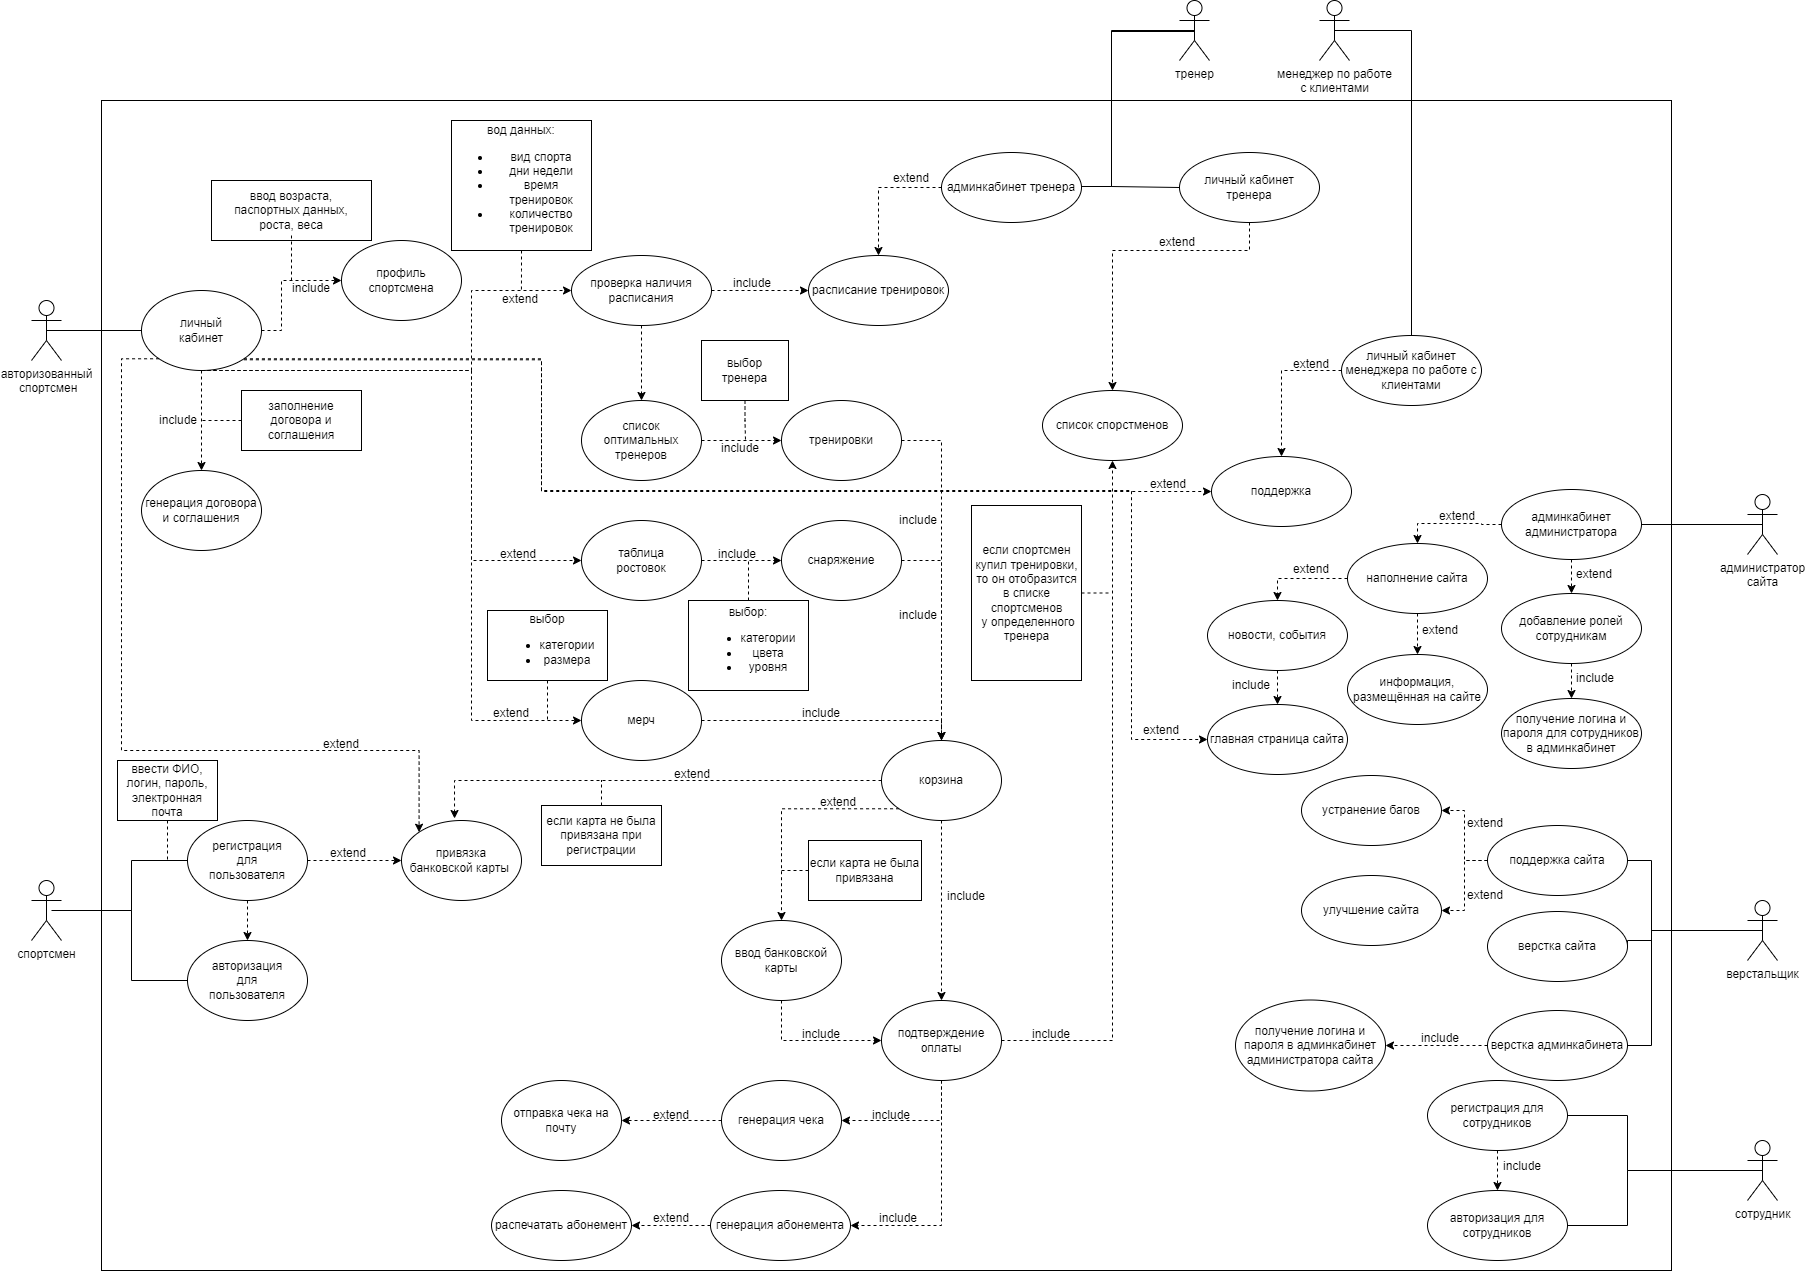 тренер
менеджер по работе
с клиентами
вод данных:
вид спорта
дни недели
время
тренировок
количество
тренировок
ввод возраста,
паспортных данных,
роста, веса
extend
админкабинет тренера
личный кабинет
тренера
extend
профиль
спортсмена
include
extend
проверка наличия
расписания
include
расписание тренировок
личный
кабинет
авторизованный
спортсмен
выбор
тренера
extend
личный кабинет
менеджера по работе с
клиентами
include
заполнение
договора и
соглашения
список
оптимальных
тренеров
include
тренировки
список спорстменов
генерация договора
и соглашения
extend
поддержка
include
extend
админкабинет
администратора
администратор
сайта
extend
таблица
ростовок
include
снаряжение
если спортсмен
купил тренировки,
то он отобразится
в списке
спортсменов
у определенного
тренера
extend
наполнение сайта
extend
include
выбор
категории
размера
выбор:
категории
цвета
уровня
новости, события
extend
добавление ролей
сотрудникам
include
информация,
размещённая на сайте
include
extend
мерч
include
extend
главная страница сайта
получение логина и
пароля для сотрудников
в админкабинет
extend
ввести ФИО,
логин, пароль,
электронная
почта
extend
корзина
extend
если карта не была
привязана при
регистрации
устранение багов
extend
регистрация
для
пользователя
extend
привязка
банковской карты
если карта не была
привязана
поддержка сайта
extend
include
улучшение сайта
спортсмен
авторизация
для
пользователя
ввод банковской
карты
верстка сайта
верстальщик
include
подтверждение
оплаты
include
получение логина и
пароля в админкабинет
администратора сайта
include
верстка админкабинета
отправка чека на
почту
extend
генерация чека
include
регистрация для
сотрудников
include
распечатать абонемент
extend
генерация абонемента
include
авторизация для
сотрудников
сотрудник